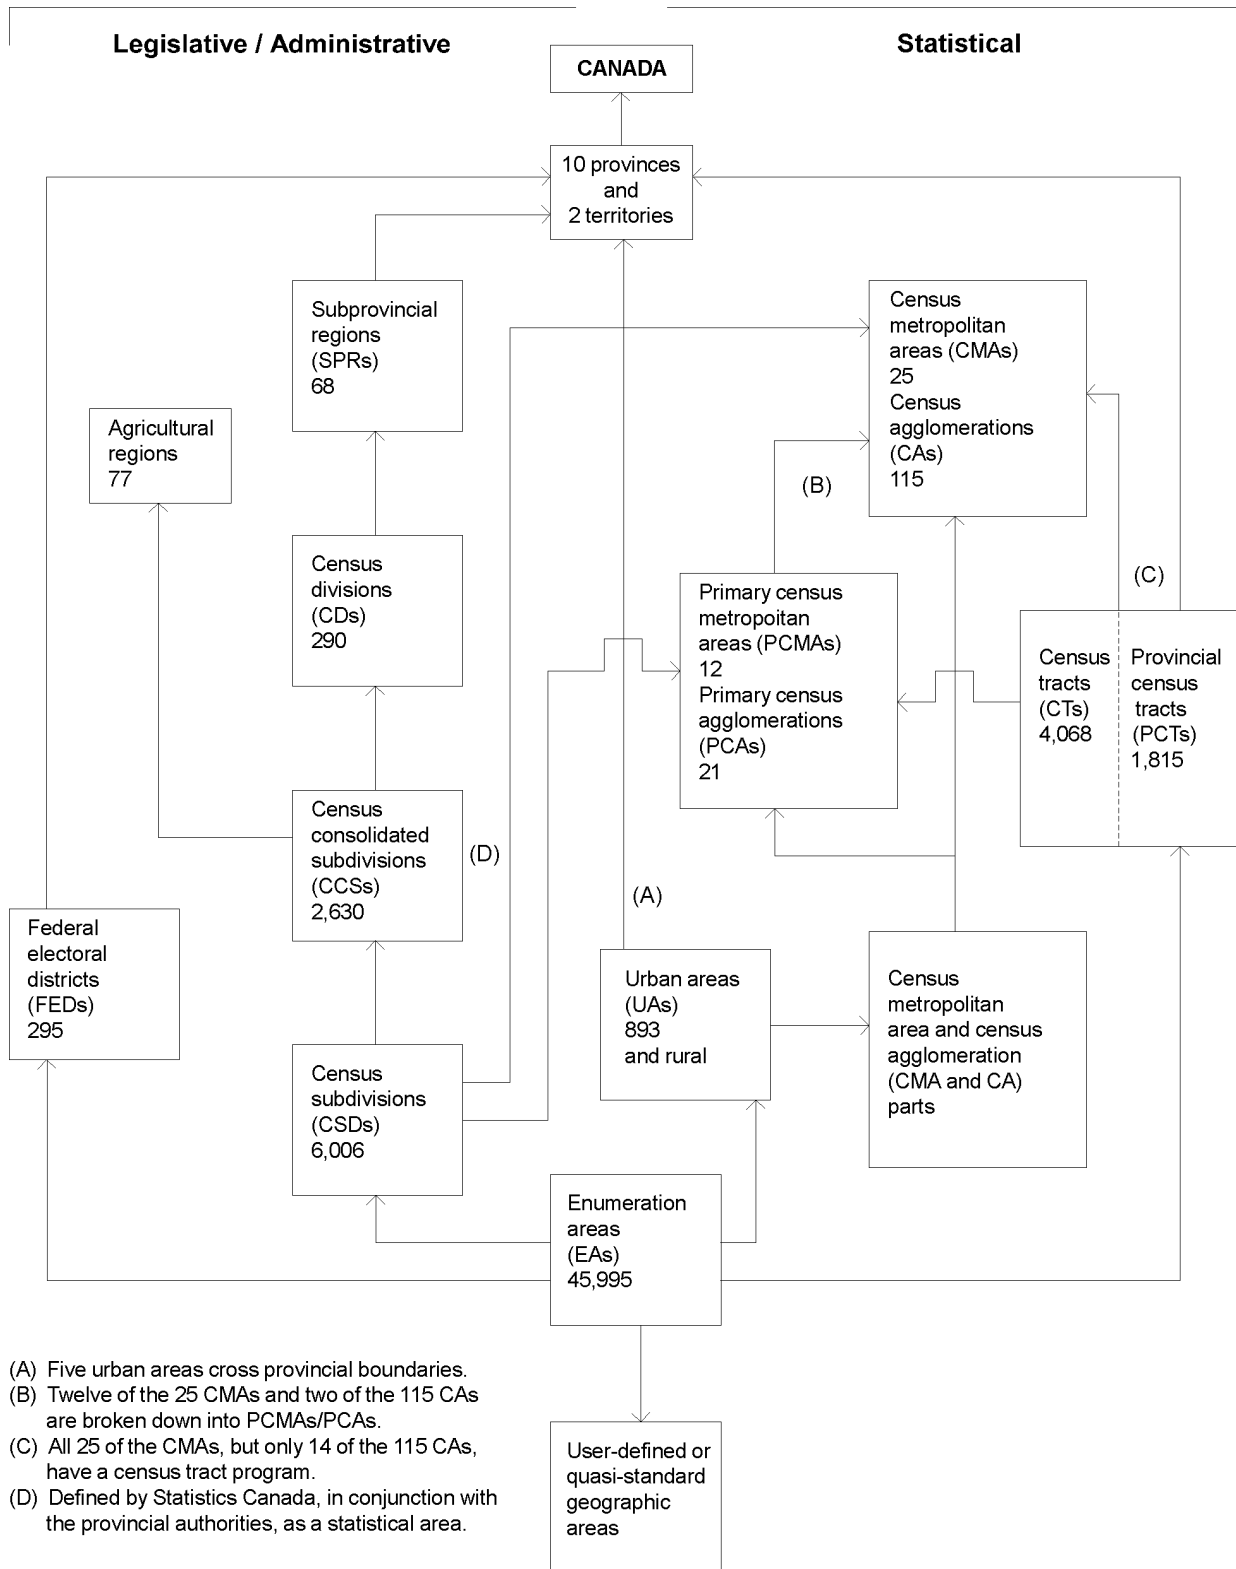 Legislative / Administrative
Statistical
CANADA
10 provinces
and
2 territories
Subprovincial
regions
(SPRs)
68
Census
metropolitan
areas (CMAs)
25
Census
agglomerations
(CAs)
115
Agricultural
regions
77
(B)
Census
divisions
(CDs)
290
Primary census
metropoitan
areas (PCMAs)
12
Primary census
agglomerations
(PCAs)
21
(C)
Census
tracts
(CTs)
4,068
Provincial
census
tracts
(PCTs)
1,815
Census
consolidated
subdivisions
(CCSs)
2,630
(D)
(A)
Federal
electoral
districts
(FEDs)
295
Urban areas
(UAs)
893
and rural
Census
metropolitan
area and census
agglomeration
(CMA and CA)
parts
Census
subdivisions
(CSDs)
6,006
Enumeration
areas
(EAs)
45,995
(A) Five urban areas cross provincial boundaries.
(B) Twelve of the 25 CMAs and two of the 115 CAs
are broken down into PCMAs/PCAs.
(C) All 25 of the CMAs, but only 14 of the 115 CAs,
have a census tract program.
(D) Defined by Statistics Canada, in conjunction with
the provincial authorities, as a statistical area.
User-defined or
quasi-standard
geographic
areas